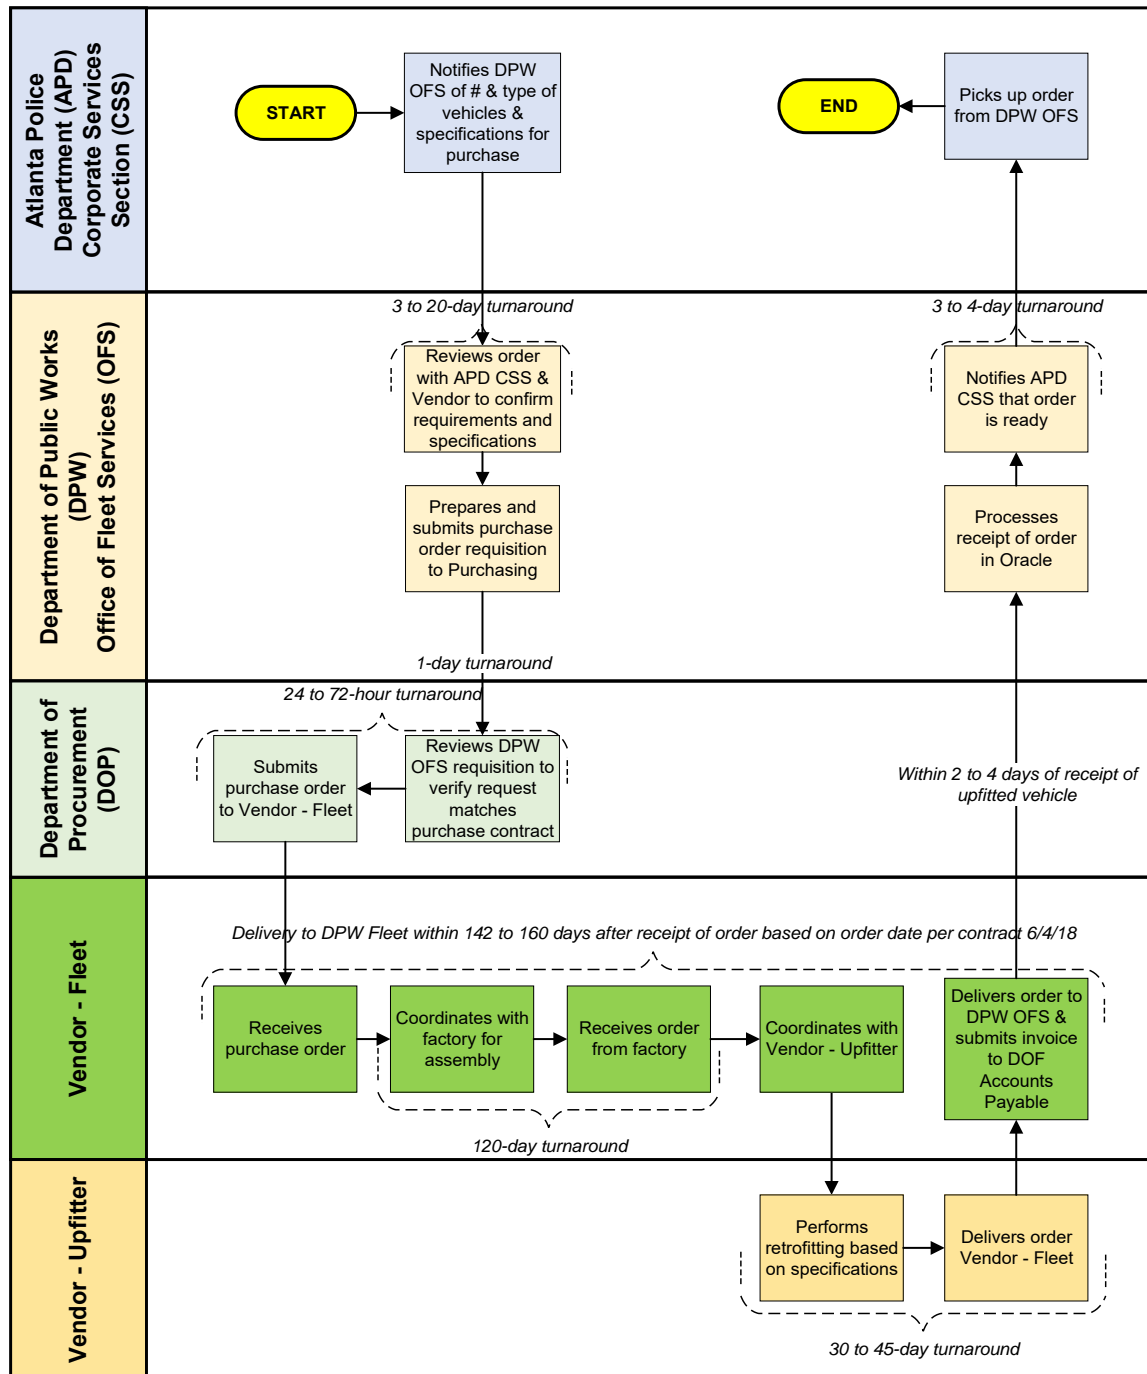 Atlanta Police
Department (APD)
Corporate Services
Section (CSS)
START
Notifies DPW
OFS of # & type of
vehicles &
specifications for
purchase
END
Picks up order
from DPW OFS
Department of Public Works
(DPW)
Office of Fleet Services (OFS)
3 to 20-day turnaround
Reviews order
with APD CSS &
Vendor to confirm
requirements and
specifications
Prepares and
submits purchase
order requisition
to Purchasing
1-day turnaround
3 to 4-day turnaround
Notifies APD
CSS that order
is ready
Processes
receipt of order
in Oracle
Department of
Procurement
(DOP)
24 to 72-hour turnaround
Submits
purchase order
to Vendor - Fleet
Reviews DPW
OFS requisition to
verify request
matches
purchase contract
Within 2 to 4 days of receipt of
upfitted vehicle
Vendor - Fleet
Delivery to DPW Fleet within 142 to 160 days after receipt of order based on order date per contract 6/4/18
Receives
purchase order
Coordinates with
factory for
assembly
Receives order
from factory
Coordinates with
Vendor - Upfitter
Delivers order to
DPW OFS &
submits invoice
to DOF
Accounts
Payable
120-day turnaround
Vendor - Upfitter
Performs
retrofitting based
on specifications
Delivers order
Vendor - Fleet
30 to 45-day turnaround